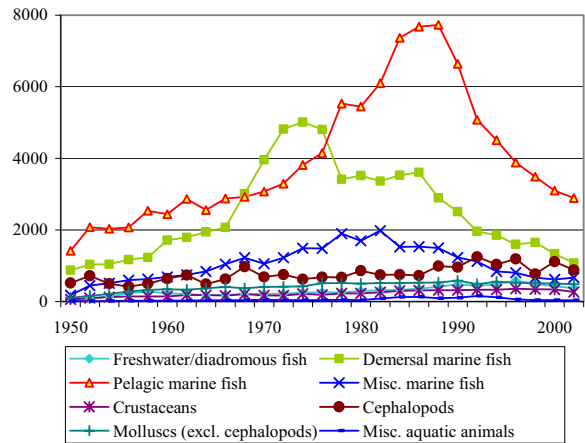 8000
6000
4000
2000
0
1950 1960 1970 1980 1990 2000
Freshwater/diadromous fish Demersal marine fish
Pelagic marine fish Misc. marine fish
Crustaceans Cephalopods
Molluscs (excl. cephalopods) Misc. aquatic animals